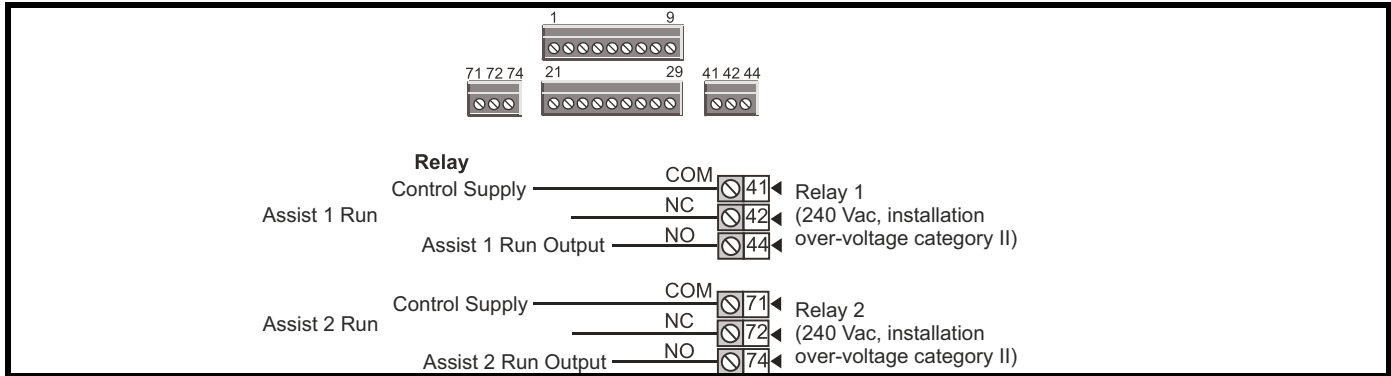 1 9
71 72 74 21 29 41 42 44
Relay
Control Supply COM 41 Relay 1
Assist 1 Run NC 42 (240 Vac, installation
Assist 1 Run Output NO 44 over-voltage category II)
Control Supply COM 71 Relay 2
Assist 2 Run NC 72 (240 Vac, installation
Assist 2 Run Output NO 74 over-voltage category II)